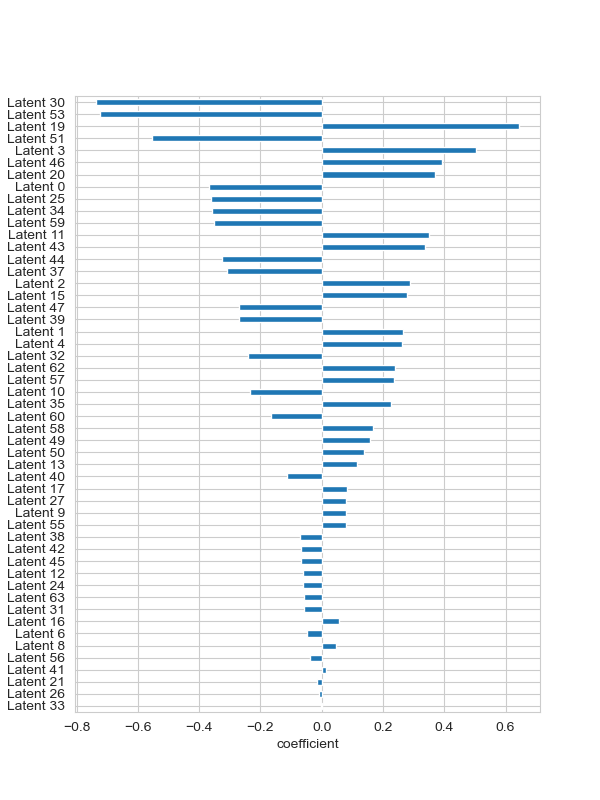 Latent 30
Latent 53
Latent 19
Latent 51
Latent 3
Latent 46
Latent 20
Latent 0
Latent 25
Latent 34
Latent 59
Latent 11
Latent 43
Latent 44
Latent 37
Latent 2
Latent 15
Latent 47
Latent 39
Latent 1
Latent 4
Latent 32
Latent 62
Latent 57
Latent 10
Latent 35
Latent 60
Latent 58
Latent 49
Latent 50
Latent 13
Latent 40
Latent 17
Latent 27
Latent 9
Latent 55
Latent 38
Latent 42
Latent 45
Latent 12
Latent 24
Latent 63
Latent 31
Latent 16
Latent 6
Latent 8
Latent 56
Latent 41
Latent 21
Latent 26
Latent 33
−0.8 −0.6 −0.4 −0.2 0.0 0.2 0.4 0.6
coefficient